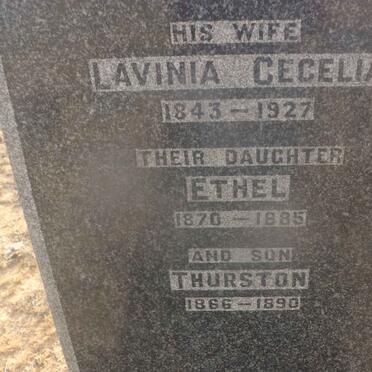 HIS WIFE
LAVINIA CECELIA
1843 – 1927
THEIR DAUGHTER
ETHEL
1870 – 1885
AND SON
THURSTON
1866 – 1890